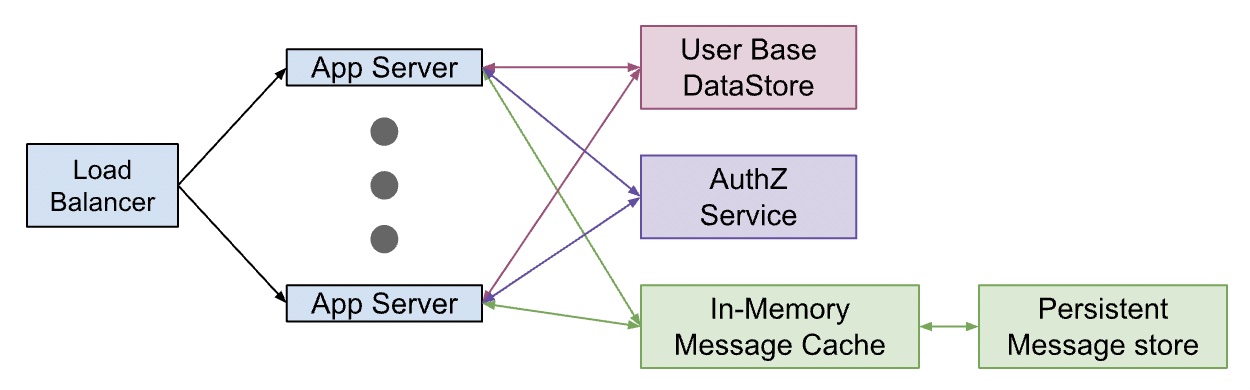 Load
Balancer
App Server
App Server
User Base
DataStore
AuthZ
Service
In-Memory
Message Cache
Persistent
Message store